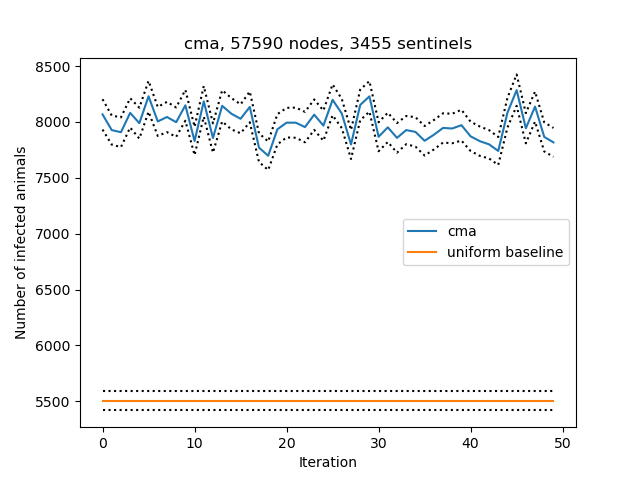 cma, 57590 nodes, 3455 sentinels
8500
8000
7500
7000
6500
6000
5500
Number of infected animals
cma
uniform baseline
0 10 20 30 40 50
Iteration